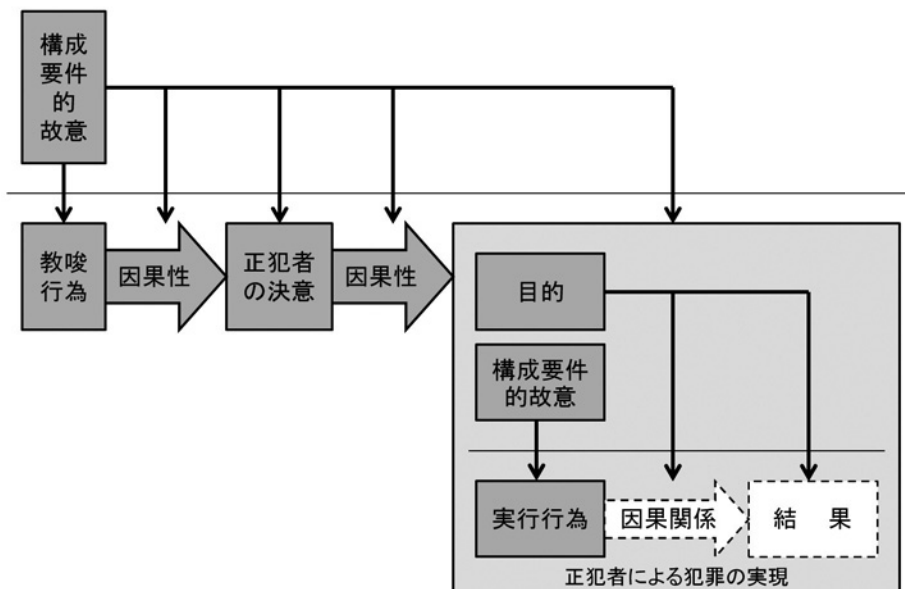 構成
要件
的
故意
教唆
行為
因果性
正犯者
の決意
因果性
目的
構成要件
的故意
実行行為
因果関係
結　果
正犯者による犯罪の実現